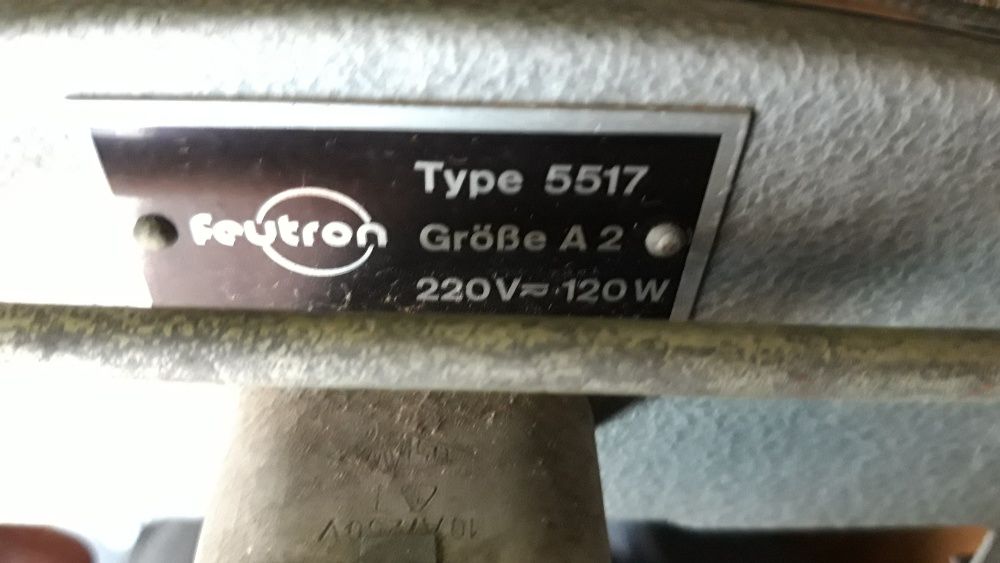 Type 5517
feutron
Größe A 2
220V≂ 120W